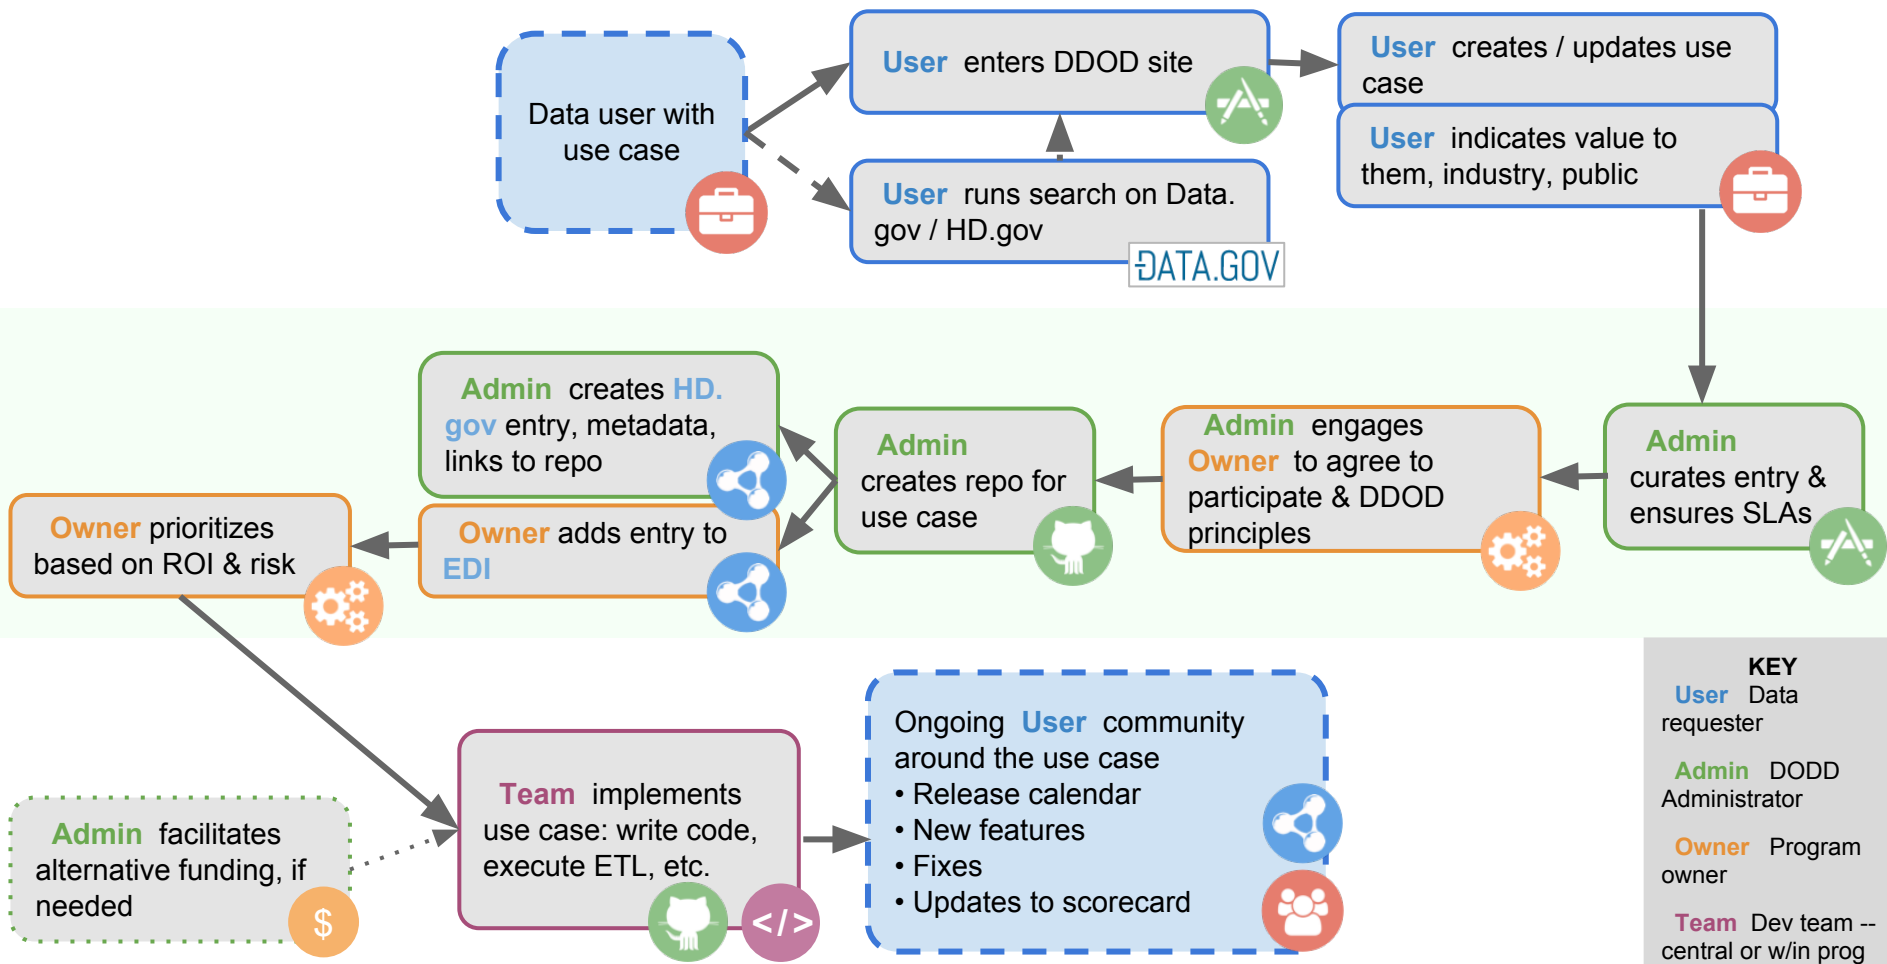 Data user with
use case
User enters DDOD site
User runs search on Data.
gov / HD.gov
DATA.GOV
User creates / updates use
case
User indicates value to
them, industry, public
Admin
curates entry &
ensures SLAs
Admin engages
Owner to agree to
participate & DDOD
principles
Admin
creates repo for
use case
Admin creates HD.
gov entry, metadata,
links to repo
Owner adds entry to
EDI
Owner prioritizes
based on ROI & risk
Admin facilitates
alternative funding, if
needed
$
Team implements
use case: write code,
execute ETL, etc.
</>
Ongoing User community
around the use case
• Release calendar
• New features
• Fixes
• Updates to scorecard
KEY
User Data
requester
Admin DODD
Administrator
Owner Program
owner
Team Dev team --
central or w/in prog